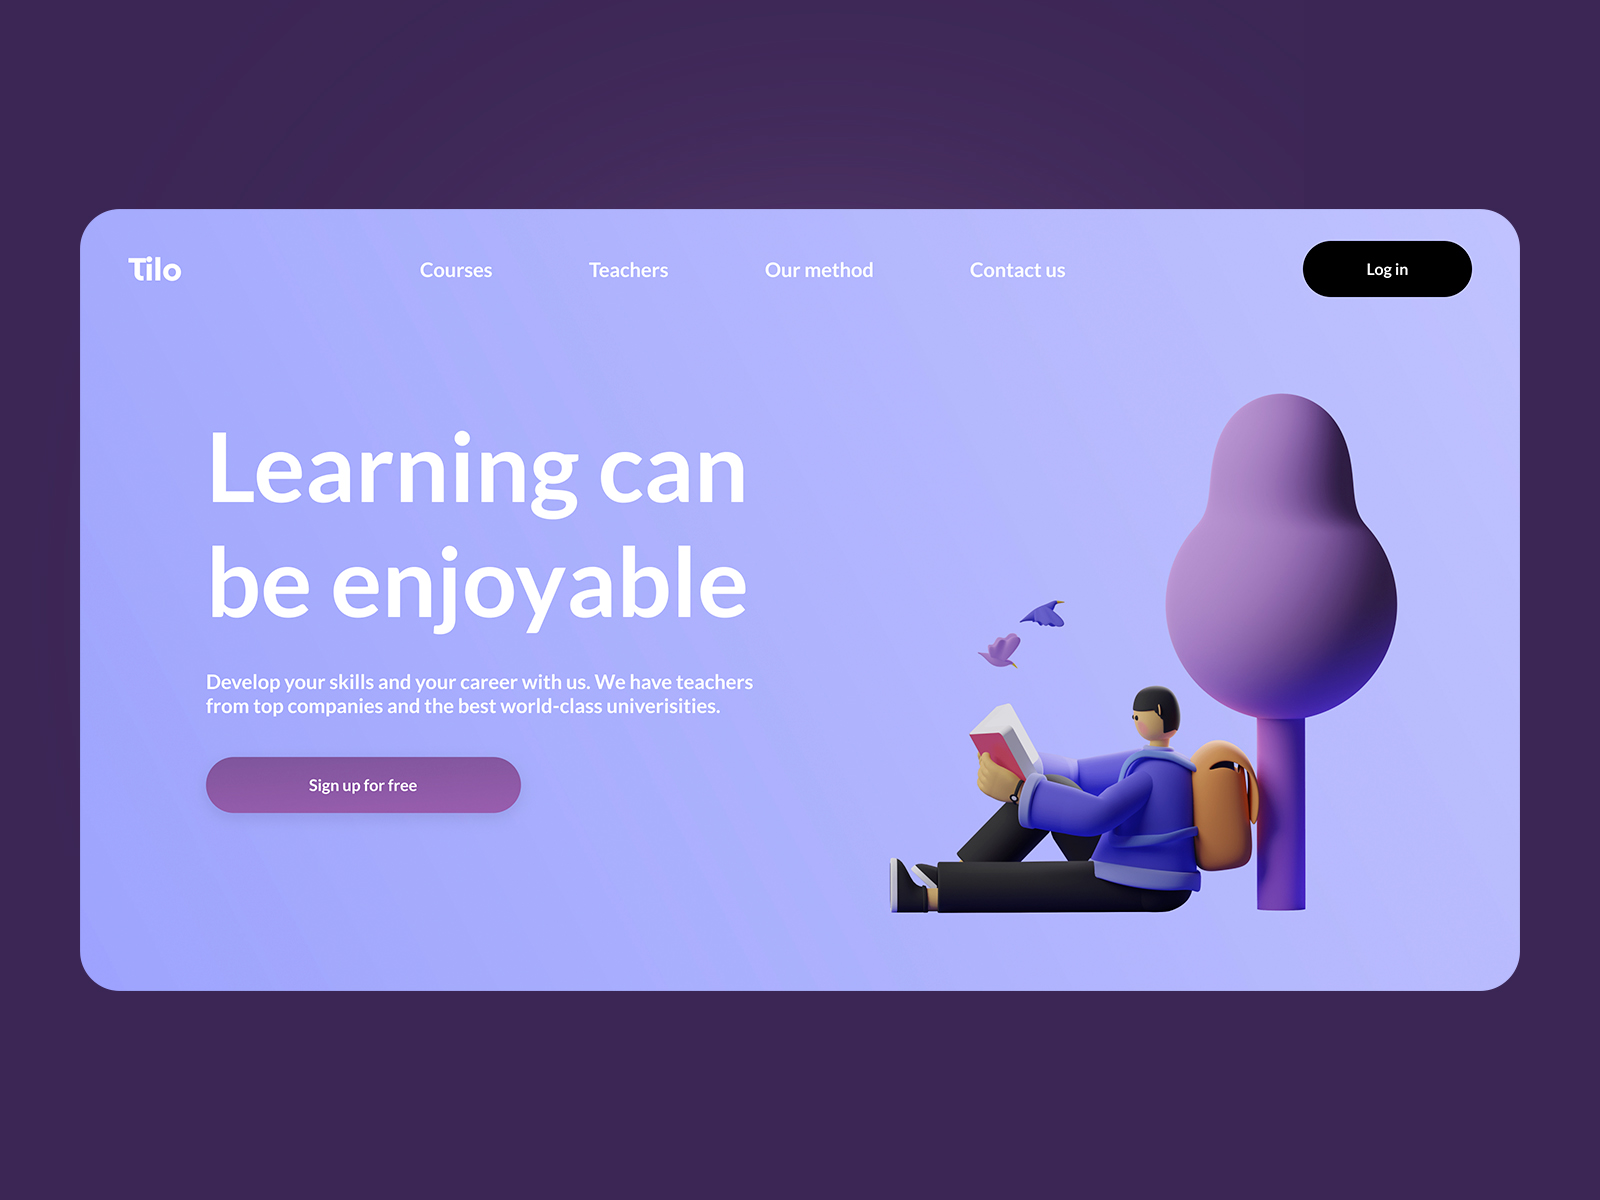 Tilo
Courses
Teachers
Our method
Contact us
Log in
Learning can
be enjoyable
Develop your skills and your career with us. We have teachers
from top companies and the best world-class univerisities.
Sign up for free